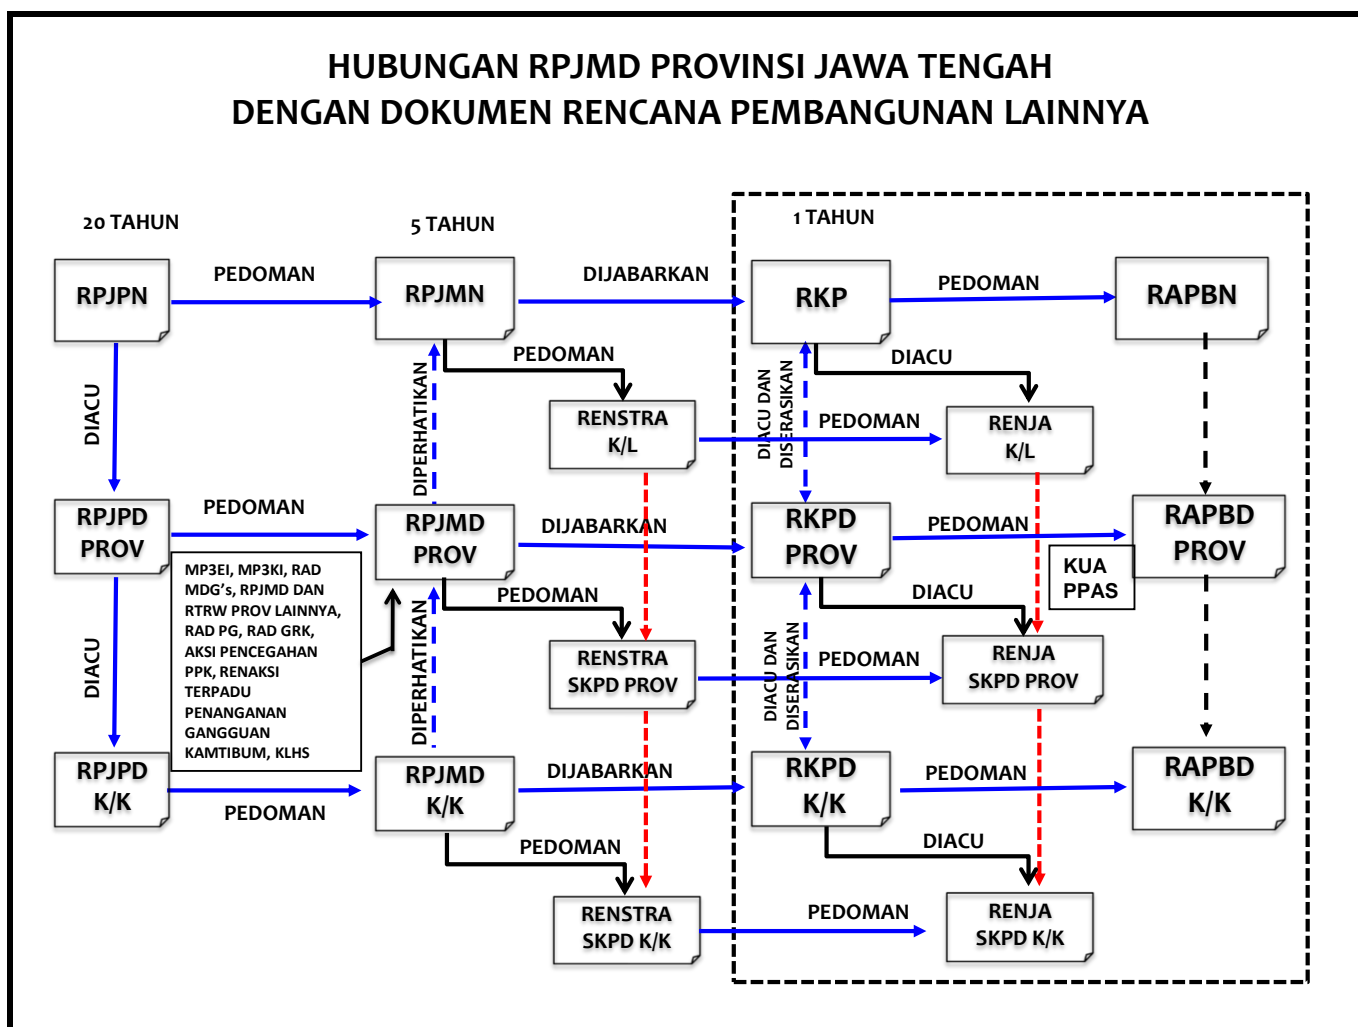 HUBUNGAN RPJMD PROVINSI JAWA TENGAH
DENGAN DOKUMEN RENCANA PEMBANGUNAN LAINNYA
20 TAHUN
5 TAHUN
1 TAHUN
RPJPN
PEDOMAN
RPJMN
DIJABARKAN
RKP
PEDOMAN
RAPBN
DIACU
DIPERHATIKAN
PEDOMAN
RENSTRA
K/L
PEDOMAN
DIACU DAN
DISERASIKAN
DIACU
RENJA
K/L
RPJPD
PROV
PEDOMAN
RPJMD
PROV
DIJABARKAN
RKPD
PROV
PEDOMAN
RAPBD
PROV
KUA
PPAS
MP3EI, MP3KI, RAD
MDG's, RPJMD DAN
RTRW PROV LAINNYA,
RAD PG, RAD GRK,
AKSI PENCEGAHAN
PPK, RENAKSI
TERPADU
PENANGANAN
GANGGUAN
KAMTIBUM, KLHS
DIACU
DIPERHATIKAN
PEDOMAN
RENSTRA
SKPD PROV
PEDOMAN
DIACU DAN
DISERASIKAN
DIACU
RENJA
SKPD PROV
RPJPD
K/K
PEDOMAN
RPJMD
K/K
DIJABARKAN
RKPD
K/K
PEDOMAN
RAPBD
K/K
PEDOMAN
RENSTRA
SKPD K/K
PEDOMAN
DIACU
RENJA
SKPD K/K